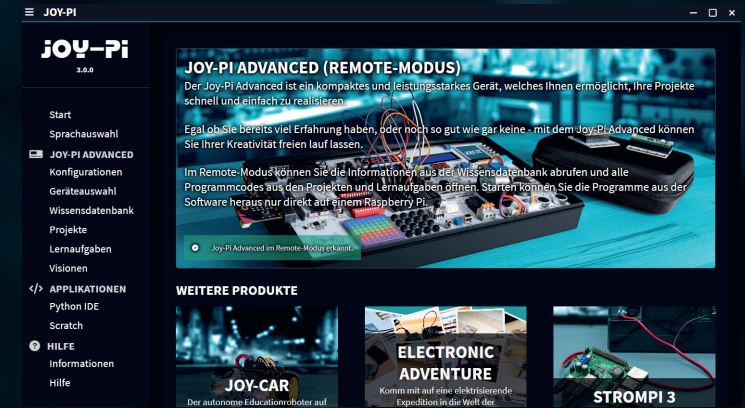 JOY-PI
JOY-Pi
3.0.0
Start
Sprachauswahl
JOY-PI ADVANCED
Konfigurationen
Geräteauswahl
Wissensdatenbank
Projekte
Lernaufgaben
Visionen
</> APPLIKATIONEN
Python IDE
Scratch
HILFE
Informationen
Hilfe
JOY-PI ADVANCED (REMOTE-MODUS)
Der Joy-Pi Advanced ist ein kompaktes und leistungsstarkes Gerät, welches Ihnen ermöglicht, Ihre Projekte
schnell und einfach zu realisieren.
Egal ob Sie bereits viel Erfahrung haben, oder noch so gut wie gar keine - mit dem Joy-Pi Advanced können
Sie Ihrer Kreativität freien lauf lassen.
Im Remote-Modus können Sie die Informationen aus der Wissensdatenbank abrufen und alle
Programmcodes aus den Projekten und Lernaufgaben öffnen. Starten können Sie die Programme aus der
Software heraus nur direkt auf einem Raspberry Pi.
Joy-Pi Advanced im Remote-Modus erkannt.
WEITERE PRODUKTE
JOY-CAR
Der autonome Educationroboter auf
ELECTRONIC
ADVENTURE
Komm mit auf eine elektrisierende
Expedition in die Welt der
STROMPI 3